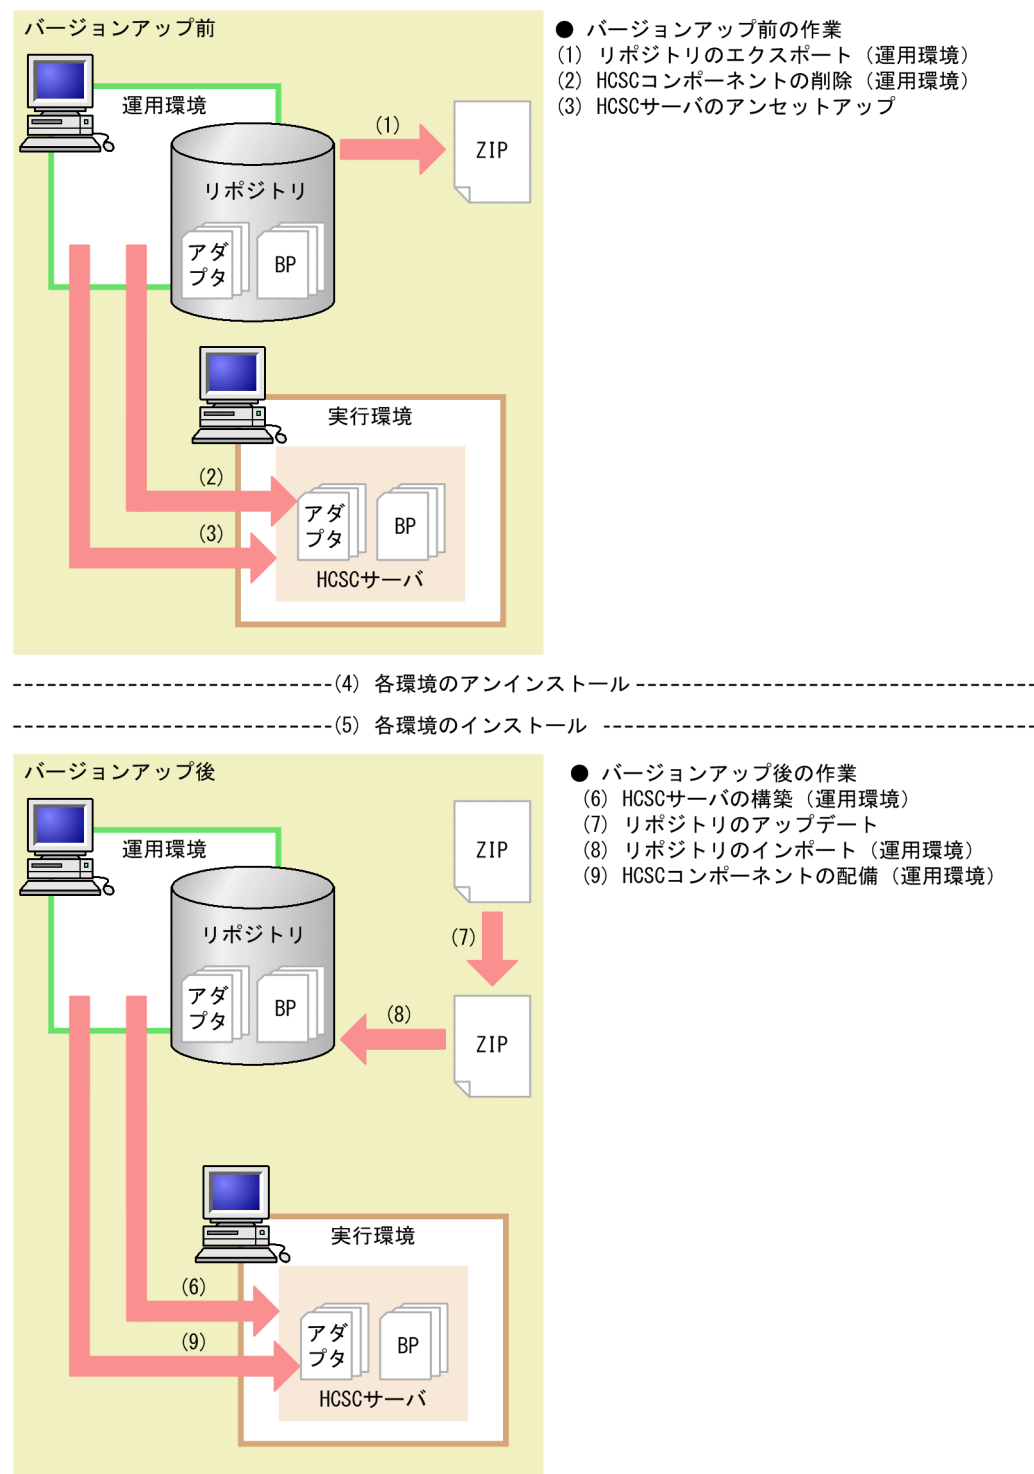 バージョンアップ前
● バージョンアップ前の作業
(1) リポジトリのエクスポート（運用環境）
(2) HCSCコンポーネントの削除（運用環境）
(3) HCSCサーバのアンセットアップ
運用環境
(1)
ZIP
リポジトリ
アダ
プタ
BP
実行環境
(2)
(3)
アダ
プタ
BP
HCSCサーバ
(4) 各環境のアンインストール
(5) 各環境のインストール
バージョンアップ後
● バージョンアップ後の作業
(6) HCSCサーバの構築（運用環境）
(7) リポジトリのアップデート
(8) リポジトリのインポート（運用環境）
(9) HCSCコンポーネントの配備（運用環境）
運用環境
ZIP
リポジトリ
(7)
アダ
プタ
BP
(8)
ZIP
実行環境
(6)
(9)
アダ
プタ
BP
HCSCサーバ